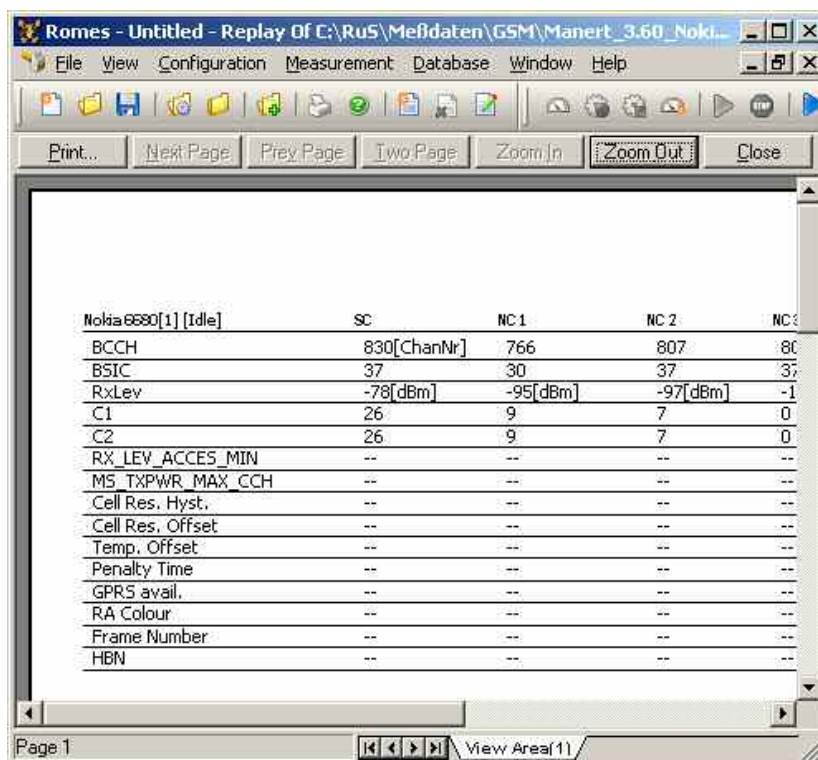 Romes - Untitled - Replay Of C:\RuS\Meßdaten\GSM\Manert_3.60_Noki...
File View Configuration Measurement Database Window Help
Print... Next Page Prev Page Two Page Zoom In Zoom Out Close
Nokia 6680[1] [Idle] SC NC 1 NC 2 NC
BCCH 830[ChanNr] 766 807 80
BSIC 37 30 37 37
RxLev -78[dBm] -95[dBm] -97[dBm] -1
C1 26 9 7 0
C2 26 9 7 0
RX_LEV_ACCES_MIN -- -- -- --
MS_TXPWR_MAX_CCH -- -- -- --
Cell Res. Hyst. -- -- -- --
Cell Res. Offset -- -- -- --
Temp. Offset -- -- -- --
Penalty Time -- -- -- --
GPRS avail. -- -- -- --
RA Colour -- -- -- --
Frame Number -- -- -- --
HBN -- -- -- --
Page 1 View Area(1)